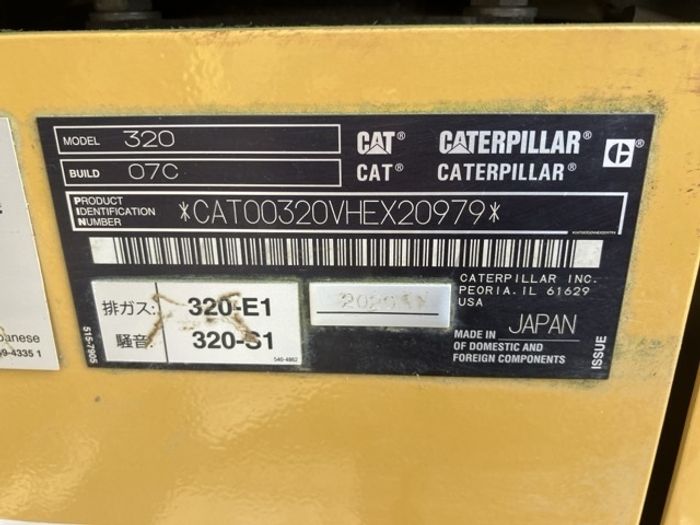 MODEL 320
BUILD 07C
CAT® CATERPILLAR®
CAT® CATERPILLAR®
PRODUCT
IDENTIFICATION
NUMBER
*CAT00320VHEX20979*
*CAT00320VHEX20979*
排ガス: 320-E1
騒音: 320-S1
540-4862
515-7905
CATERPILLAR INC.
PEORIA, IL 61629
USA
MADE IN JAPAN
OF DOMESTIC AND
FOREIGN COMPONENTS
ISSUE